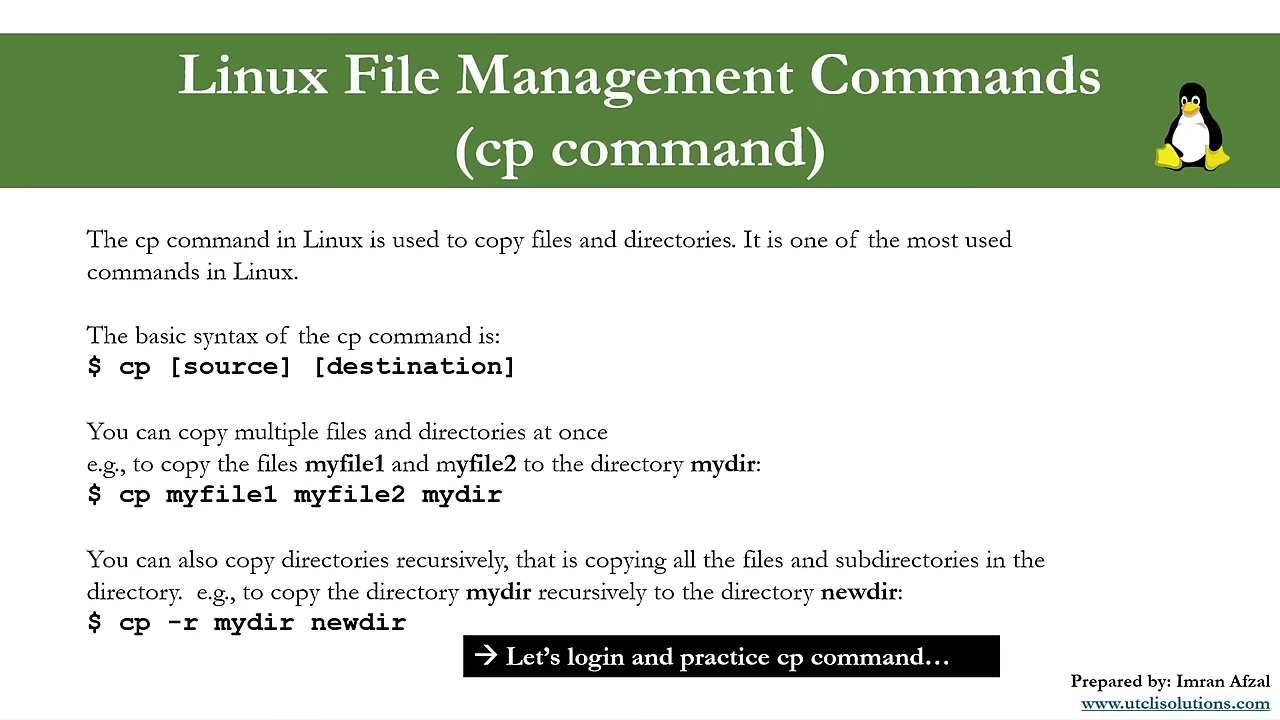 Linux File Management Commands
(cp command)
The cp command in Linux is used to copy files and directories. It is one of the most used
commands in Linux.
The basic syntax of the cp command is:
$ cp [source] [destination]
You can copy multiple files and directories at once
e.g., to copy the files myfile1 and myfile2 to the directory mydir:
$ cp myfile1 myfile2 mydir
You can also copy directories recursively, that is copying all the files and subdirectories in the
directory.  e.g., to copy the directory mydir recursively to the directory newdir:
$ cp -r mydir newdir
→ Let’s login and practice cp command…
Prepared by: Imran Afzal
www.utclisolutions.com